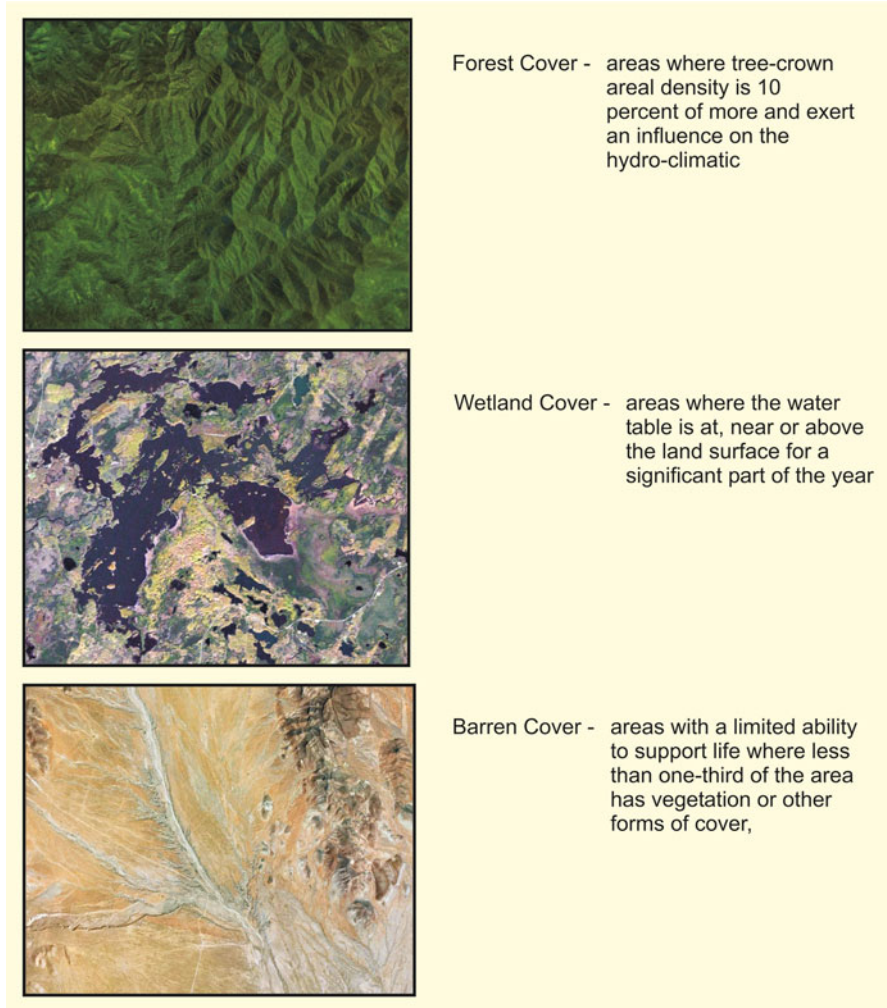 Forest Cover - areas where tree-crown
areal density is 10
percent of more and exert
an influence on the
hydro-climatic
Wetland Cover - areas where the water
table is at, near or above
the land surface for a
significant part of the year
Barren Cover - areas with a limited ability
to support life where less
than one-third of the area
has vegetation or other
forms of cover,